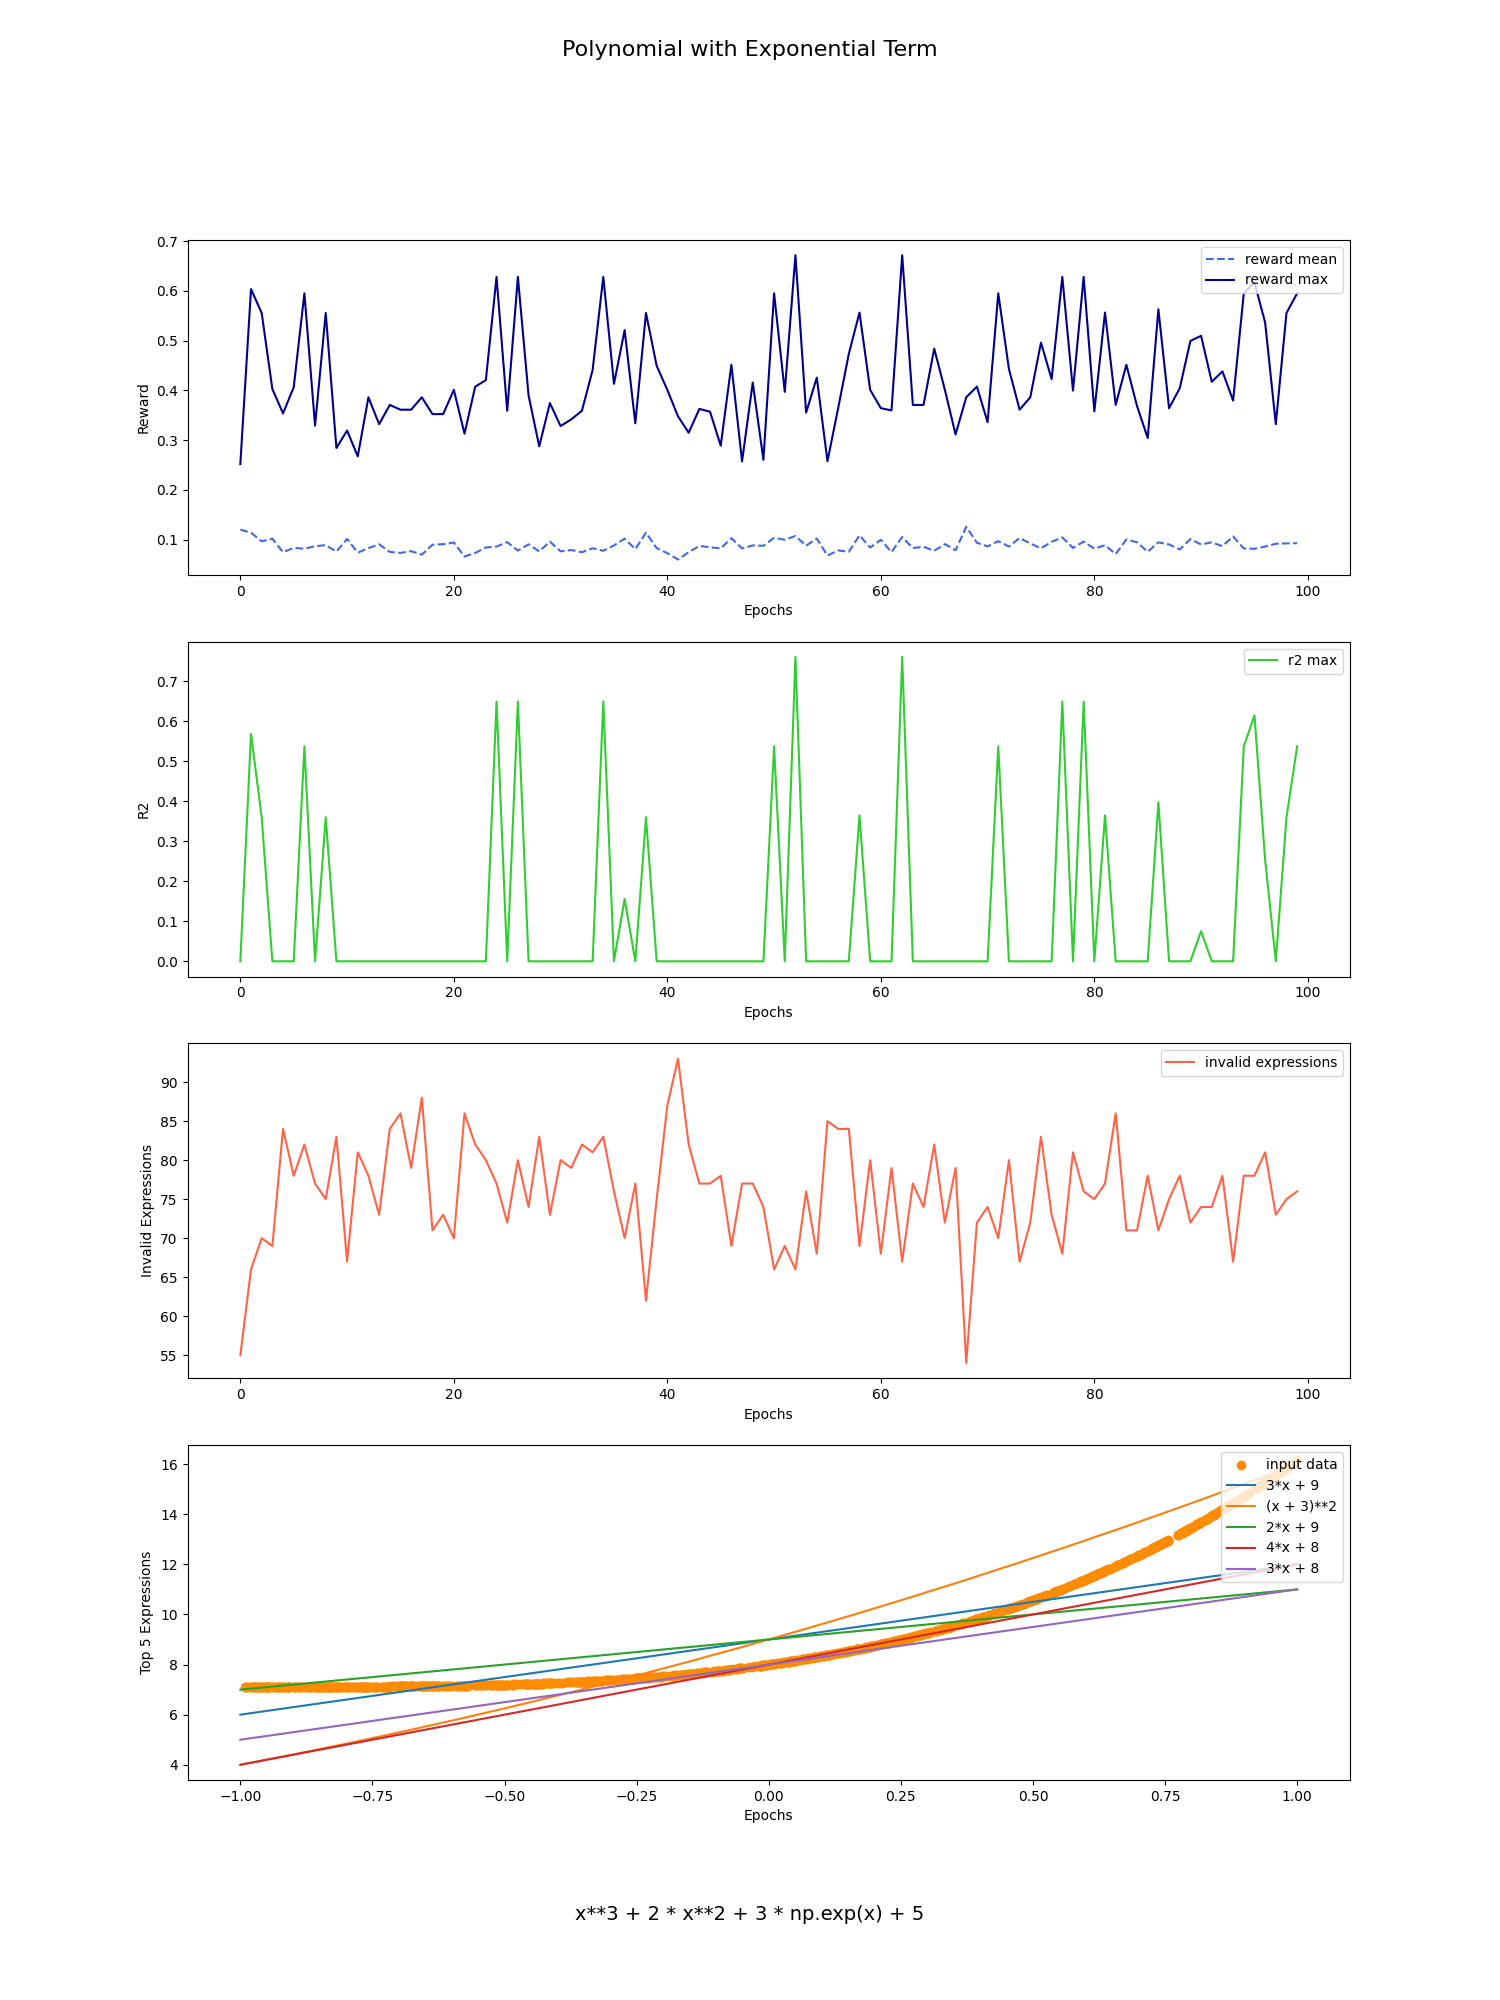 Polynomial with Exponential Term
0.7
0.6
0.5
0.4
0.3
0.2
0.1
Reward
reward mean
reward max
0 20 40 60 80 100
Epochs
0.7
0.6
0.5
0.4
0.3
0.2
0.1
0.0
R2
r2 max
0 20 40 60 80 100
Epochs
90
85
80
75
70
65
60
55
Invalid Expressions
invalid expressions
0 20 40 60 80 100
Epochs
16
14
12
10
8
6
4
Top 5 Expressions
input data
3*x + 9
(x + 3)**2
2*x + 9
4*x + 8
3*x + 8
−1.00 −0.75 −0.50 −0.25 0.00 0.25 0.50 0.75 1.00
Epochs
x**3 + 2 * x**2 + 3 * np.exp(x) + 5